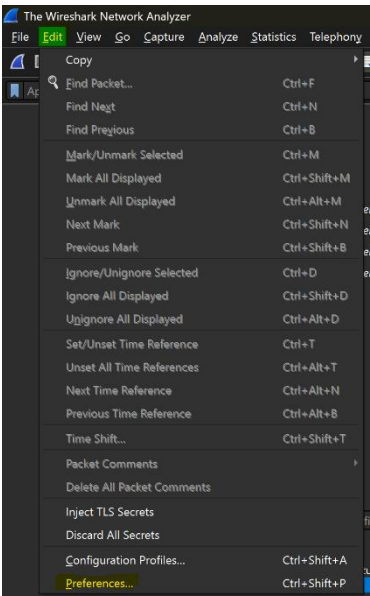 The Wireshark Network Analyzer
File Edit View Go Capture Analyze Statistics Telephony
Copy
Find Packet... Ctrl+F
Find Next Ctrl+N
Find Previous Ctrl+B
Mark/Unmark Selected Ctrl+M
Mark All Displayed Ctrl+Shift+M
Unmark All Displayed Ctrl+Alt+M
Next Mark Ctrl+Shift+N
Previous Mark Ctrl+Shift+B
Ignore/Unignore Selected Ctrl+D
Ignore All Displayed Ctrl+Shift+D
Unignore All Displayed Ctrl+Alt+D
Set/Unset Time Reference Ctrl+T
Unset All Time References Ctrl+Alt+T
Next Time Reference Ctrl+Alt+N
Previous Time Reference Ctrl+Alt+B
Time Shift... Ctrl+Shift+T
Packet Comments
Delete All Packet Comments
Inject TLS Secrets
Discard All Secrets
Configuration Profiles... Ctrl+Shift+A
Preferences... Ctrl+Shift+P